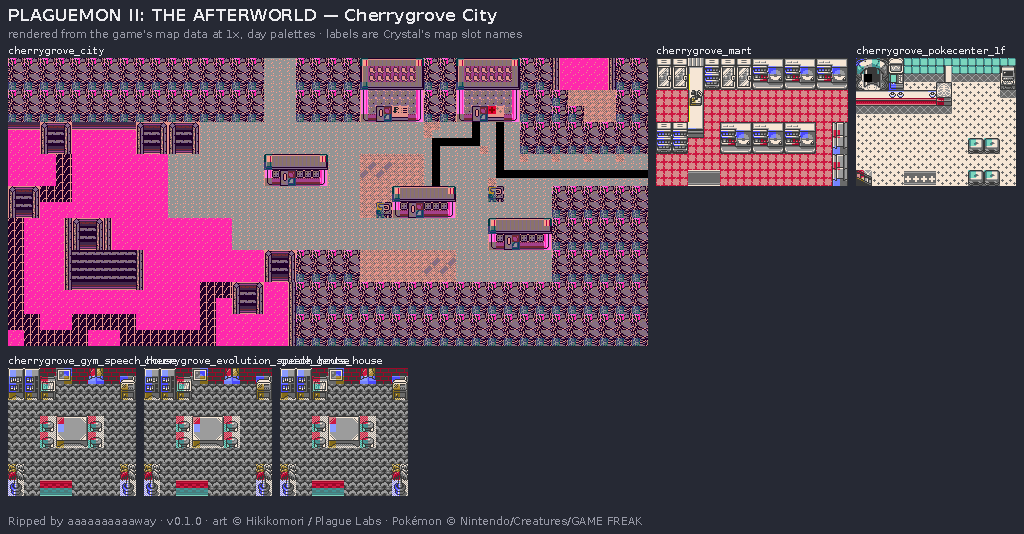 PLAGUEMON II: THE AFTERWORLD — Cherrygrove City
rendered from the game's map data at 1x, day palettes · labels are Crystal's map slot names
cherrygrove_city
cherrygrove_mart
cherrygrove_pokecenter_1f
cherrygrove_gym_speech_house
cherrygrove_evolution_speech_house
Ripped by aaaaaaaaaaway · v0.1.0 · art © Hikikomori / Plague Labs · Pokémon © Nintendo/Creatures/GAME FREAK